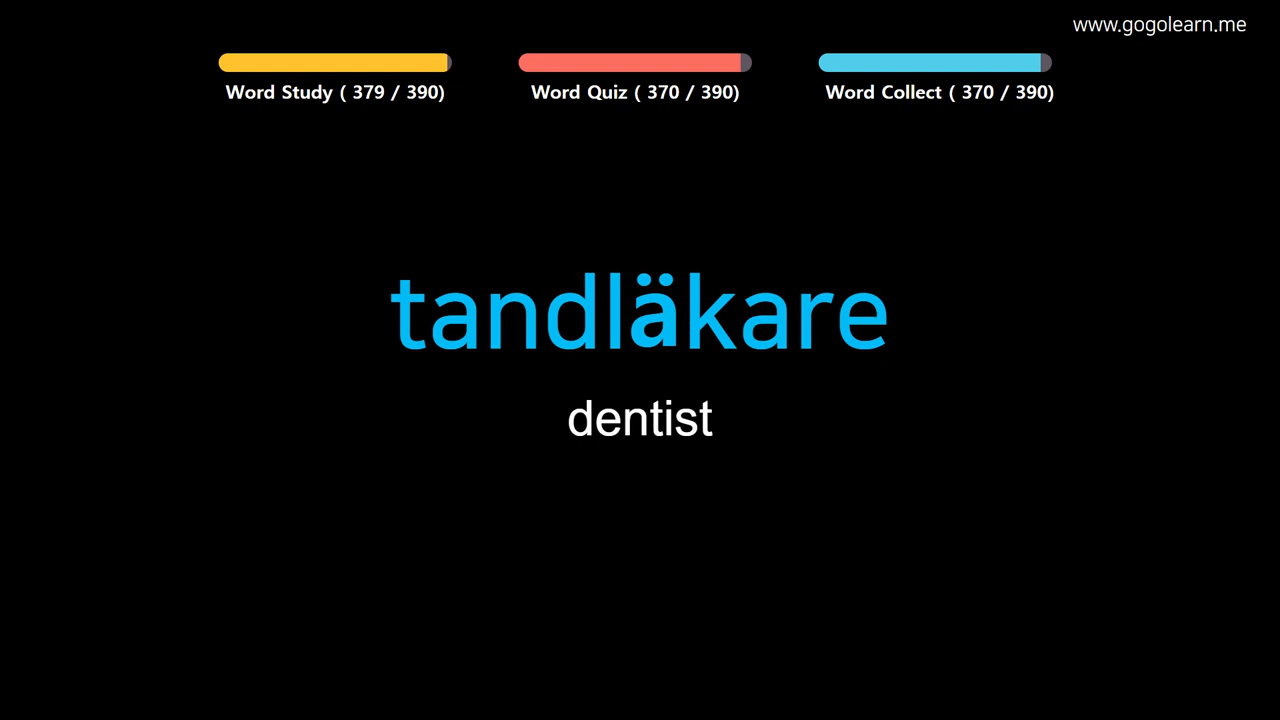 www.gogolearn.me
Word Study ( 379 / 390)
Word Quiz ( 370 / 390)
Word Collect ( 370 / 390)
tandläkare
dentist